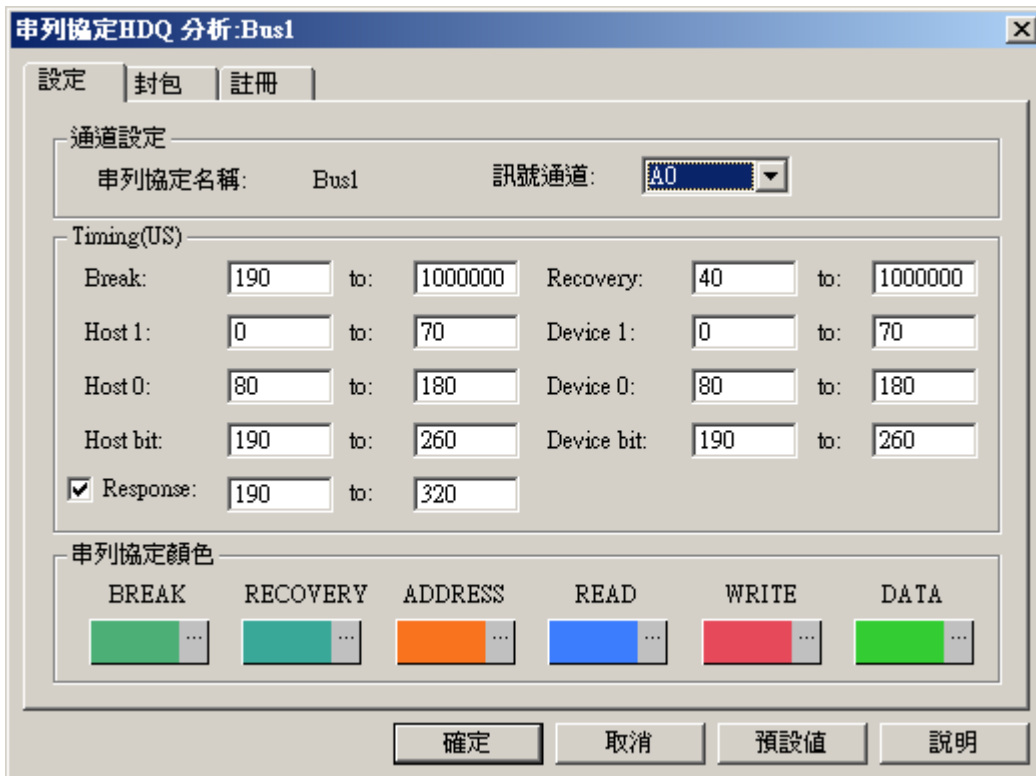 串列協定HDQ 分析:Bus1
設定 封包 註冊
通道設定
串列協定名稱: Bus1 訊號通道: A0
Timing(US)
Break: 190 to: 1000000 Recovery: 40 to: 1000000
Host 1: 0 to: 70 Device 1: 0 to: 70
Host 0: 80 to: 180 Device 0: 80 to: 180
Host bit: 190 to: 260 Device bit: 190 to: 260
Response: 190 to: 320
串列協定顏色
BREAK RECOVERY ADDRESS READ WRITE DATA
... ... ... ... ... ...
確定 取消 預設值 說明